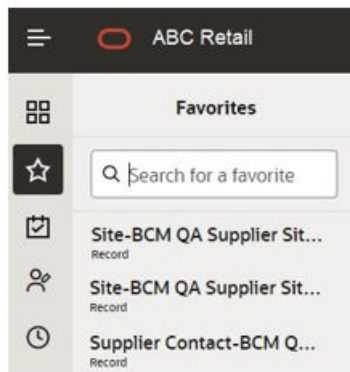 ABC Retail
Favorites
Search for a favorite
Site-BCM QA Supplier Sit...
Record
Site-BCM QA Supplier Sit...
Record
Supplier Contact-BCM Q...
Record